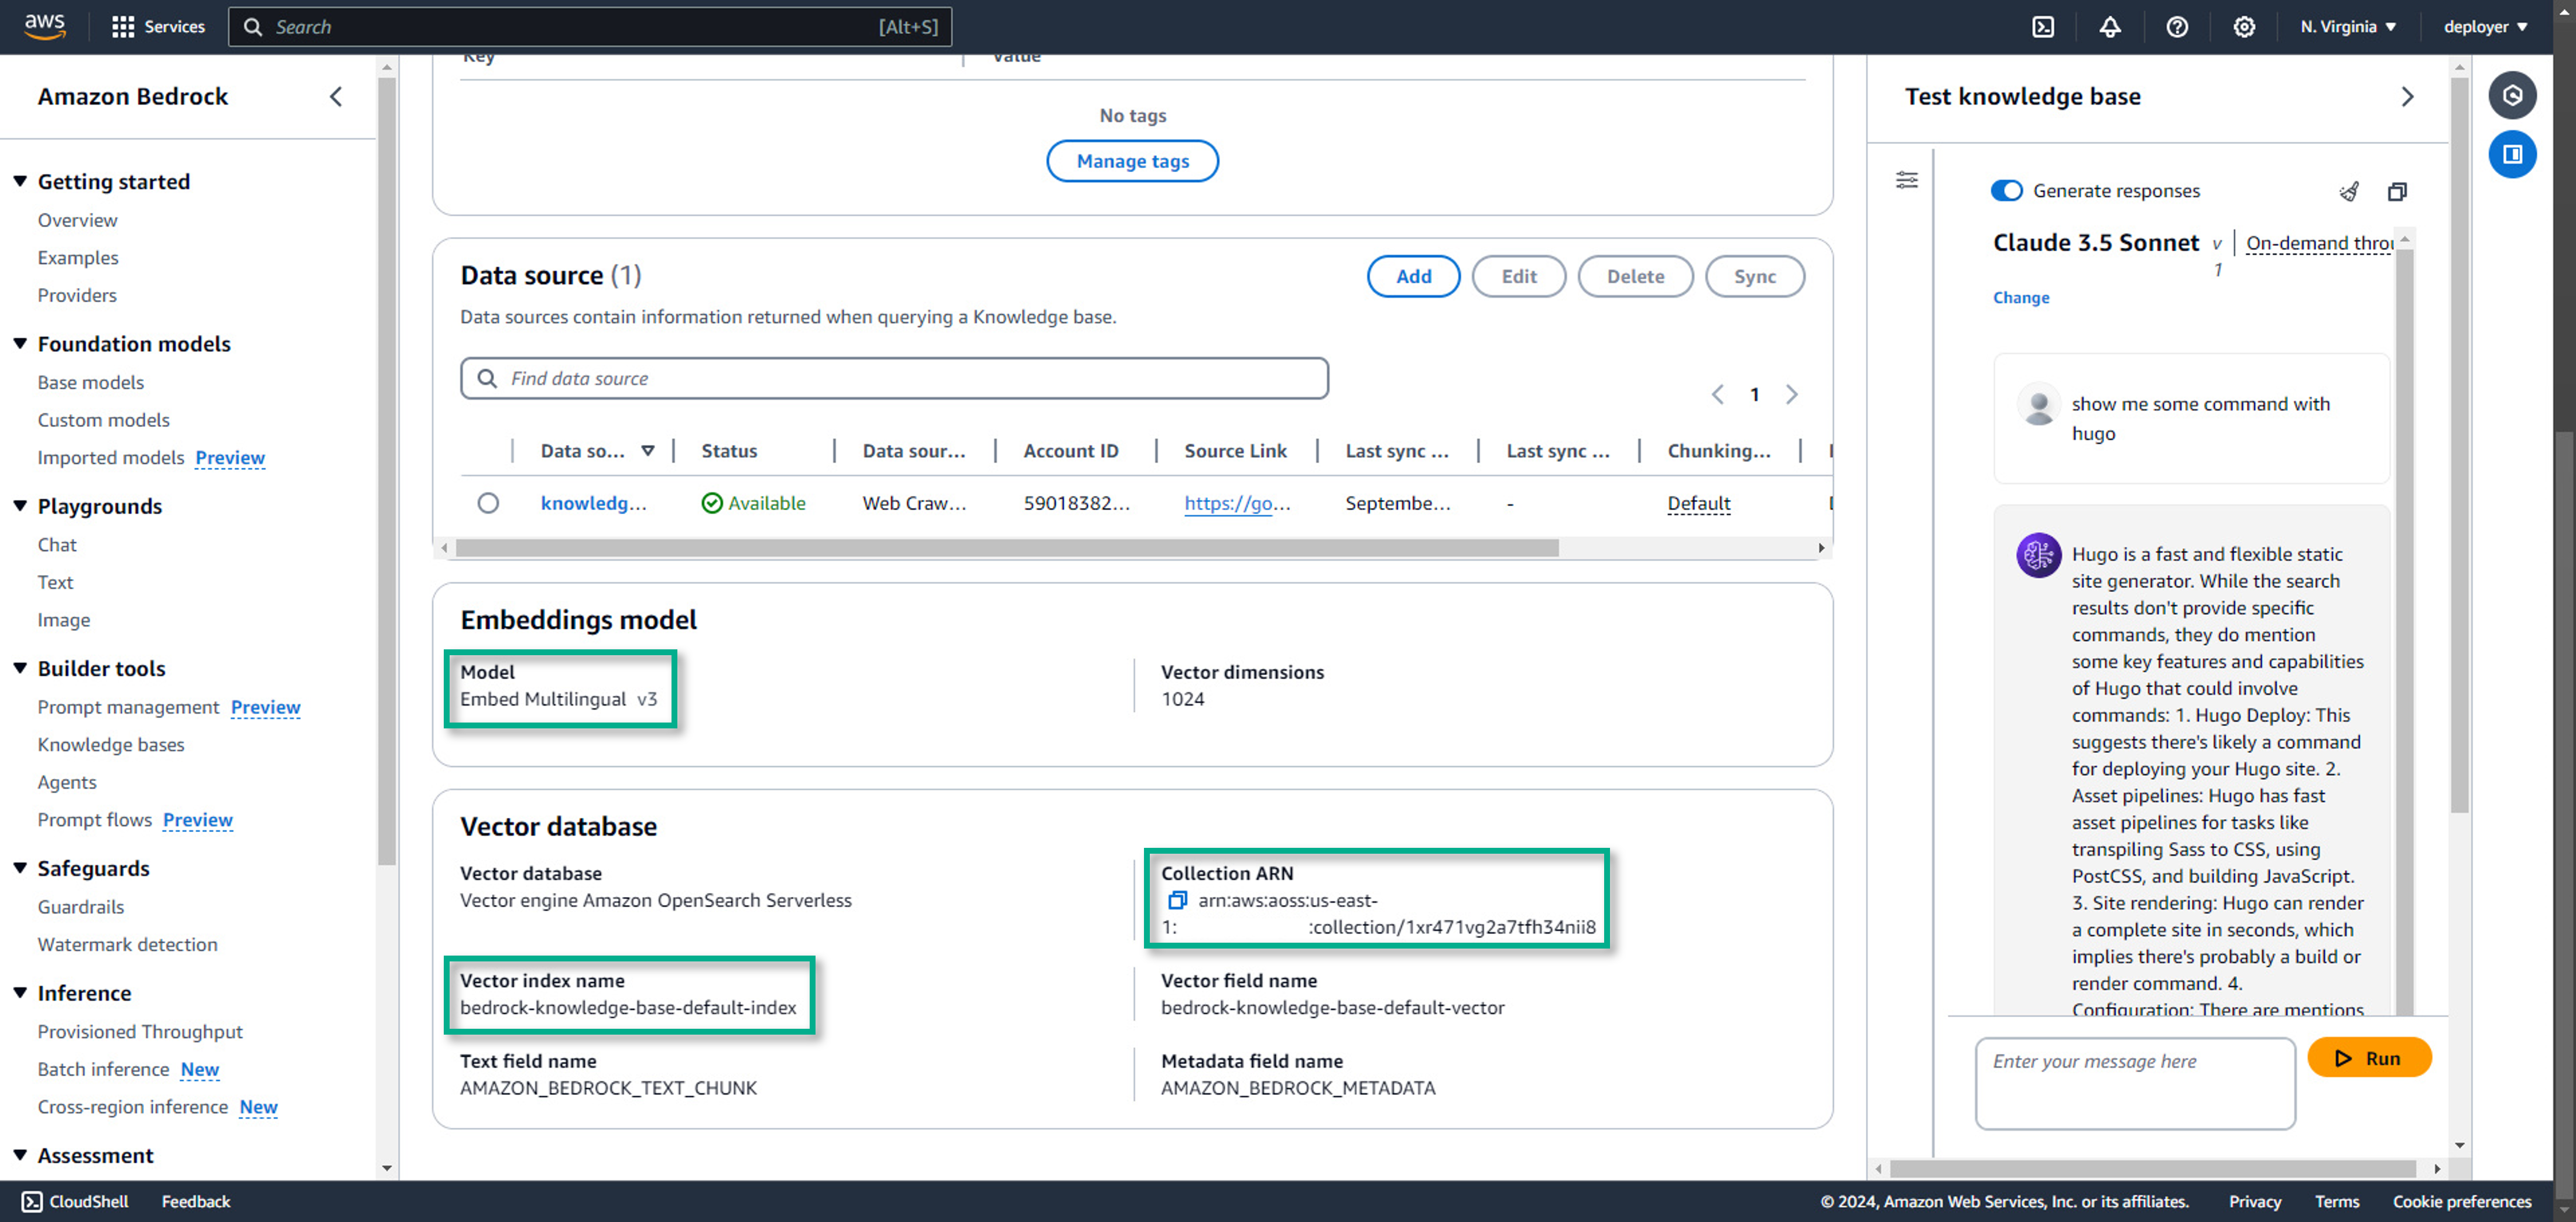 aws
Services
Search
[Alt+S]
N. Virginia
deployer
Amazon Bedrock
Getting started
Overview
Examples
Providers
Foundation models
Base models
Custom models
Imported models Preview
Playgrounds
Chat
Text
Image
Builder tools
Prompt management Preview
Knowledge bases
Agents
Prompt flows Preview
Safeguards
Guardrails
Watermark detection
Inference
Provisioned Throughput
Batch inference New
Cross-region inference New
Assessment
Key
Value
No tags
Manage tags
Data source (1)
Add
Edit
Delete
Sync
Data sources contain information returned when querying a Knowledge base.
Find data source
1
Data so...
Status
Data sour...
Account ID
Source Link
Last sync ...
Last sync ...
Chunking...
knowledg...
Available
Web Craw...
59018382...
https://go...
Septembe...
-
Default
Embeddings model
Model
Embed Multilingual v3
Vector dimensions
1024
Vector database
Vector database
Vector engine Amazon OpenSearch Serverless
Collection ARN
arn:aws:aoss:us-east-
1: :collection/1xr471vg2a7tfh34nii8
Vector index name
bedrock-knowledge-base-default-index
Vector field name
bedrock-knowledge-base-default-vector
Text field name
AMAZON_BEDROCK_TEXT_CHUNK
Metadata field name
AMAZON_BEDROCK_METADATA
Test knowledge base
Generate responses
Claude 3.5 Sonnet v
1
On-demand throu
Change
show me some command with
hugo
Hugo is a fast and flexible static
site generator. While the search
results don't provide specific
commands, they do mention
some key features and capabilities
of Hugo that could involve
commands: 1. Hugo Deploy: This
suggests there's likely a command
for deploying your Hugo site. 2.
Asset pipelines: Hugo has fast
asset pipelines for tasks like
transpiling Sass to CSS, using
PostCSS, and building JavaScript.
3. Site rendering: Hugo can render
a complete site in seconds, which
implies there's probably a build or
render command. 4.
Configuration: There are mentions
Enter your message here
Run
CloudShell
Feedback
© 2024, Amazon Web Services, Inc. or its affiliates.
Privacy
Terms
Cookie preferences